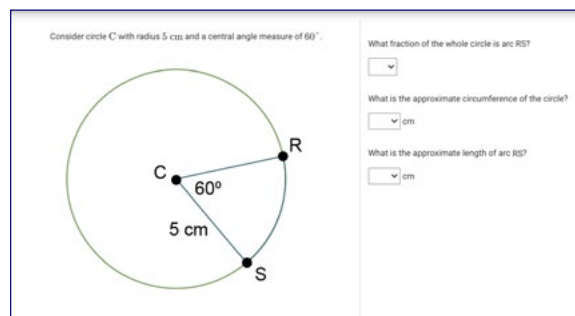 Consider circle C with radius 5 cm and a central angle measure of 60°.
What fraction of the whole circle is arc RS?
What is the approximate circumference of the circle?
cm
What is the approximate length of arc RS?
cm
R
C
60º
5 cm
S